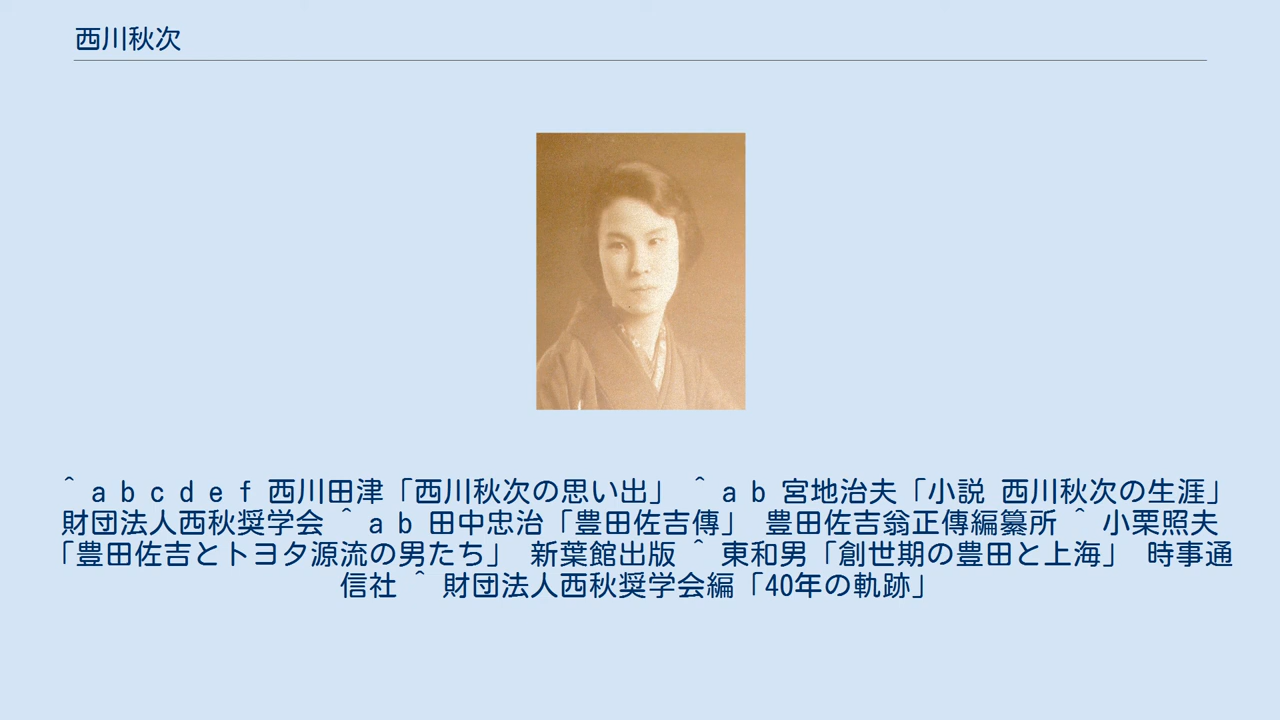 西川秋次
^ a b c d e f 西川田津「西川秋次の思い出」 ^ a b 宮地治夫「小説 西川秋次の生涯」
財団法人西秋奨学会 ^ a b 田中忠治「豊田佐吉傳」 豊田佐吉翁正傳編纂所 ^ 小栗照夫
「豊田佐吉とトヨタ源流の男たち」 新葉館出版 ^ 東和男「創世期の豊田と上海」 時事通
信社 ^ 財団法人西秋奨学会編「40年の軌跡」